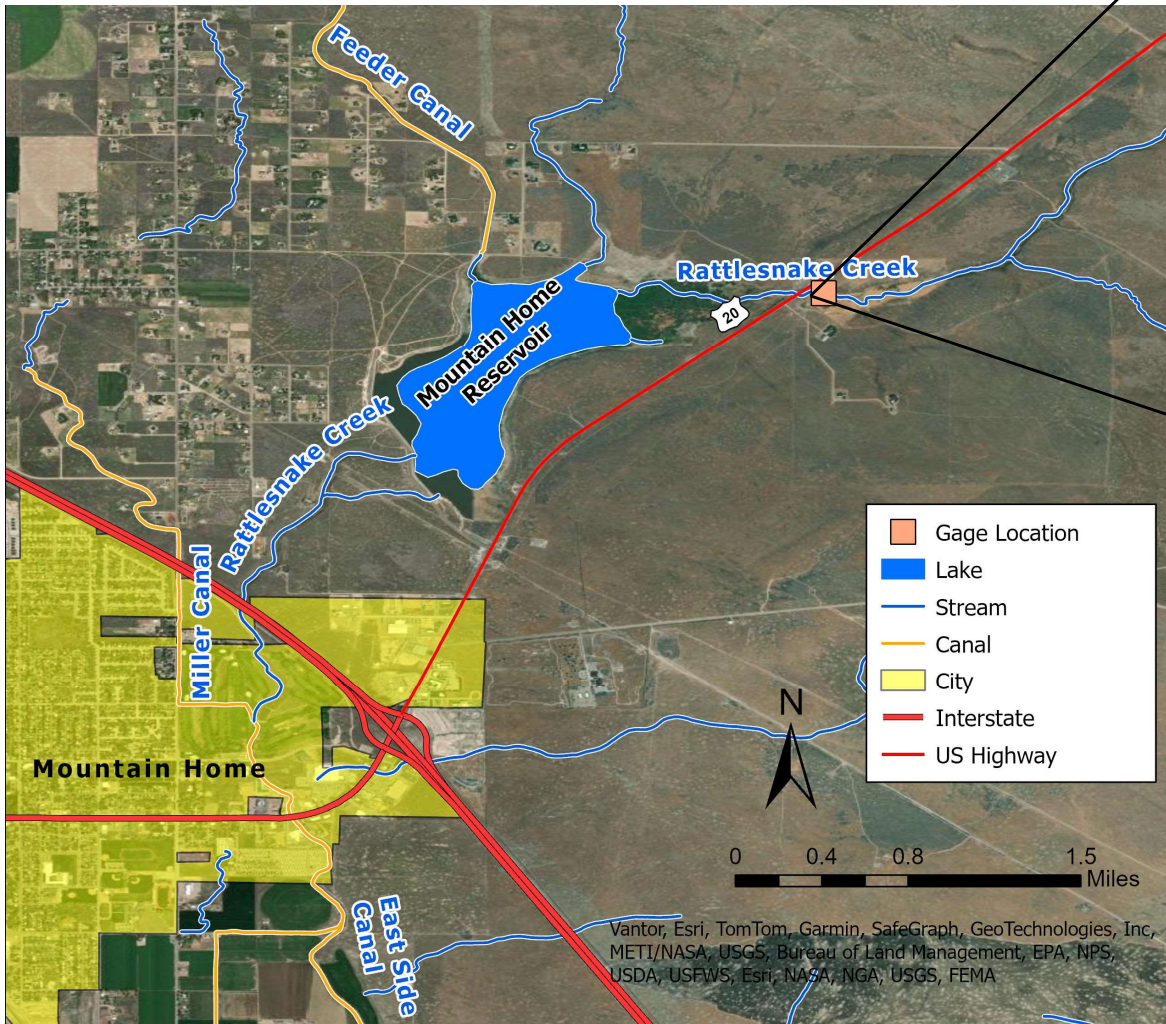 Feeder Canal
Rattlesnake Creek
20
Mountain Home
Reservoir
Rattlesnake Creek
Miller Canal
Mountain Home
East Side
Canal
Gage Location
Lake
Stream
Canal
City
Interstate
US Highway
N
0 0.4 0.8 1.5
Miles
Vantor, Esri, TomTom, Garmin, SafeGraph, GeoTechnologies, Inc,
METI/NASA, USGS, Bureau of Land Management, EPA, NPS,
USDA, USFWS, Esri, NASA, NGA, USGS, FEMA